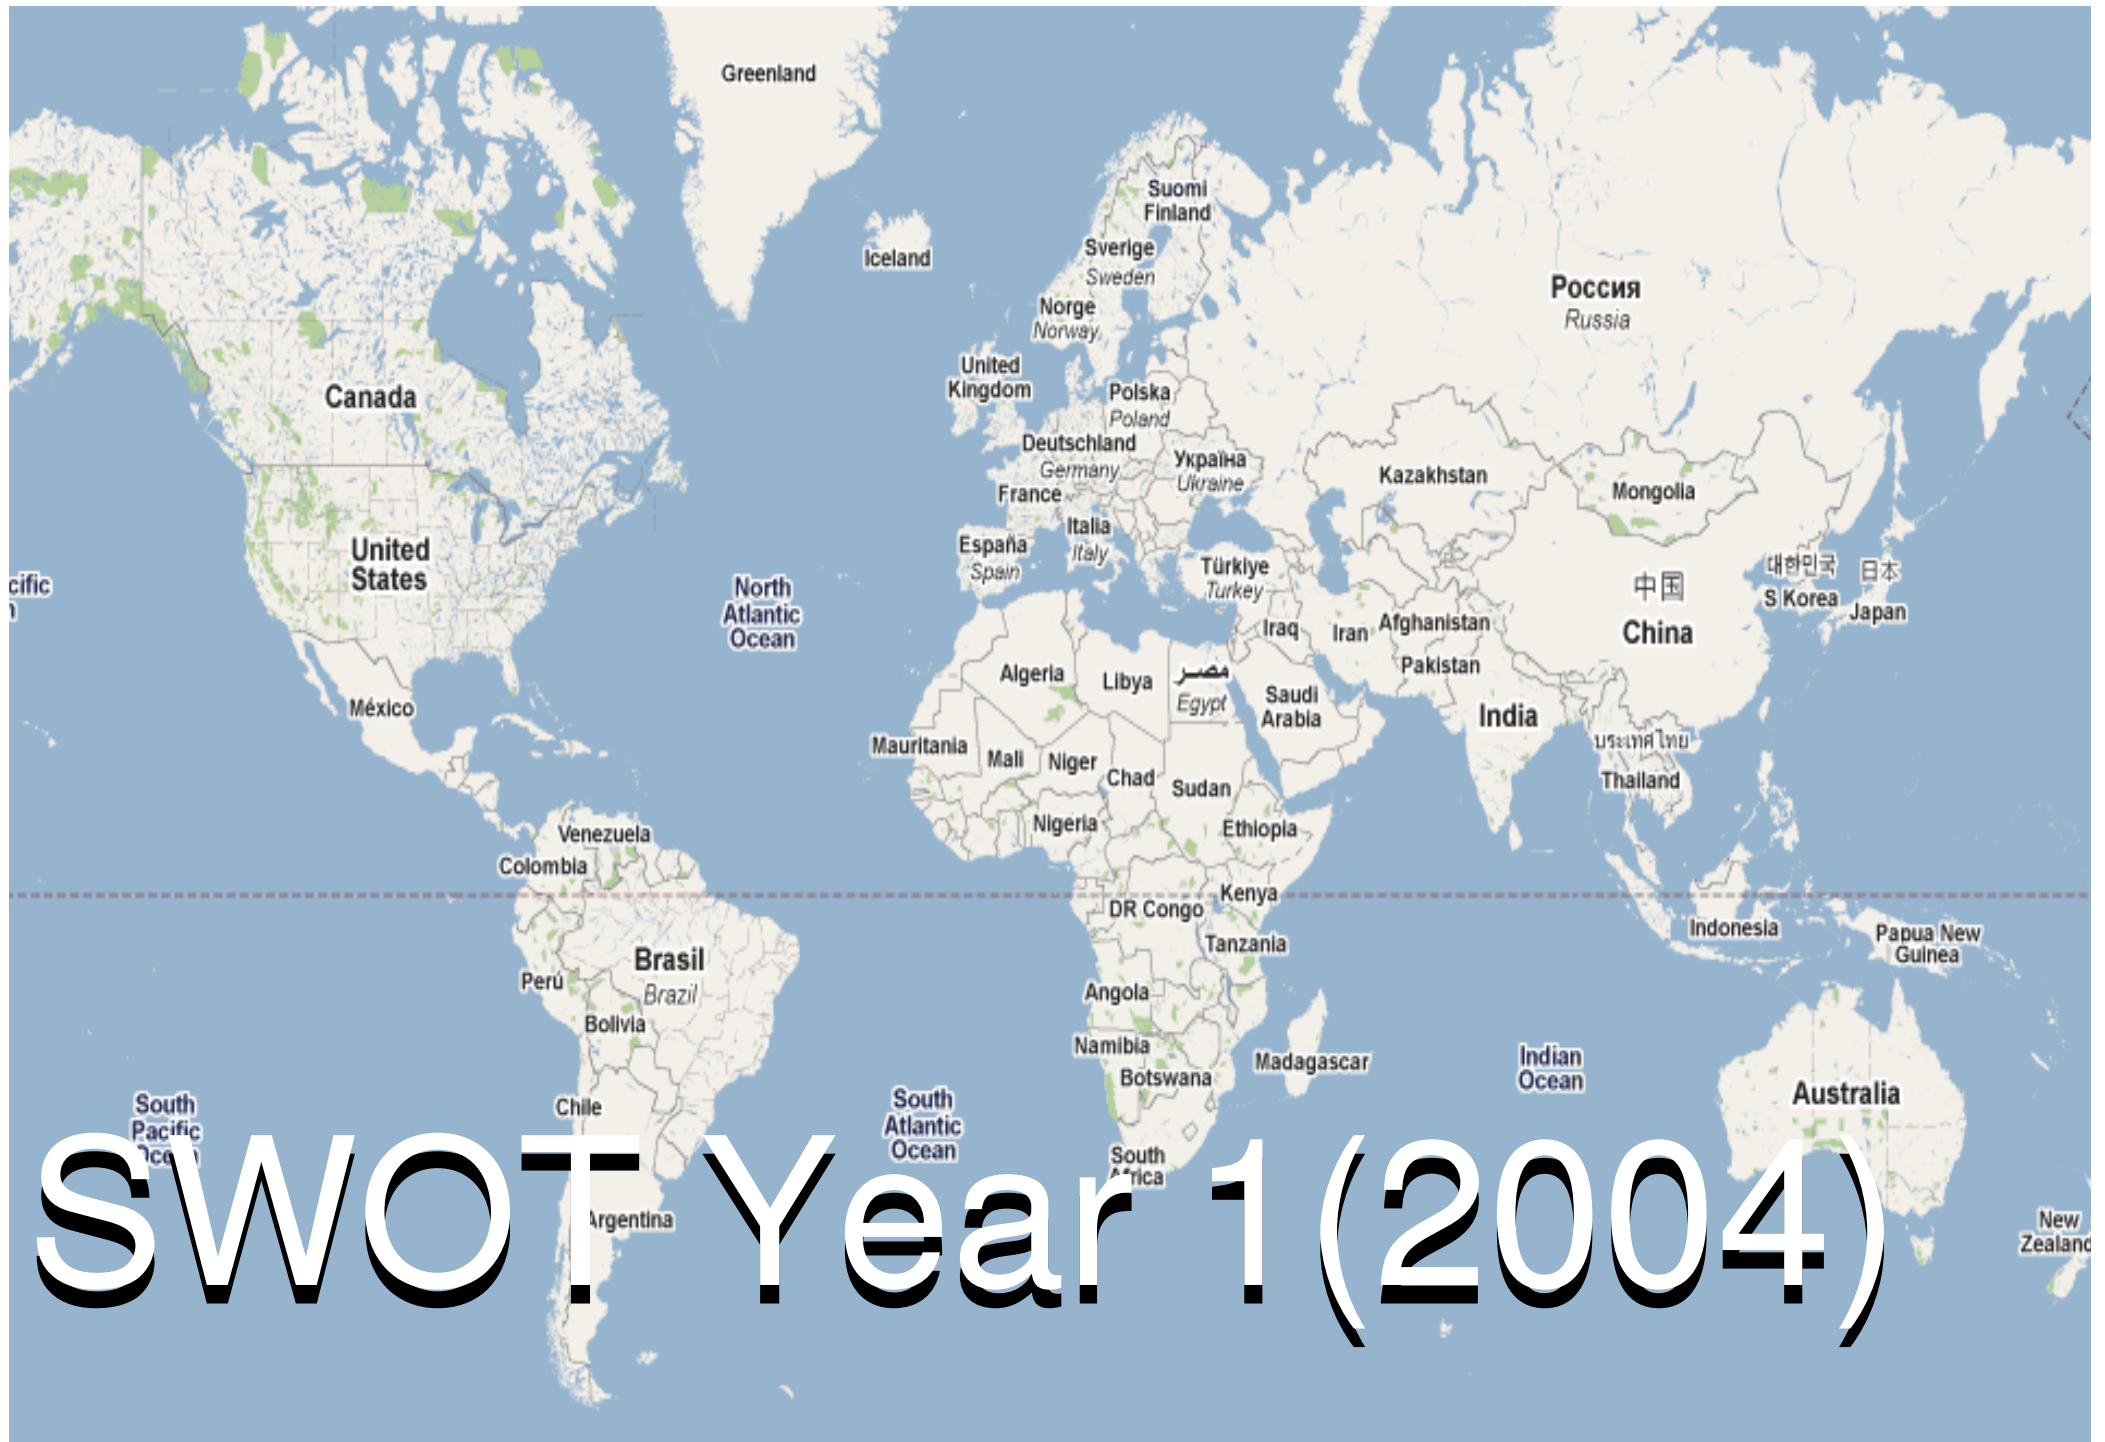 Greenland
Suomi
Finland
Iceland
Sverige
Sweden
Россия
Russia
Norge
Norway
United
Kingdom
Canada
Polska
Poland
Deutschland
Germany
Україна
Ukraine
Kazakhstan
Mongolia
France
Italia
Italy
United
States
España
Spain
Türkiye
Turkey
대한민국
S Korea
日本
Japan
中国
China
cific
North
Atlantic
Ocean
Iraq
Iran
Afghanistan
Pakistan
Algeria
Libya
مصر
Egypt
Saudi
Arabia
México
India
Mauritania
Mali
Niger
Chad
Sudan
ประเทศไทย
Thailand
Venezuela
Nigeria
Ethiopia
Colombia
Kenya
DR Congo
Indonesia
Papua New
Guinea
Tanzania
Brasil
Brazil
Perú
Angola
Bolivia
Namibia
Madagascar
Indian
Ocean
Botswana
Australia
Chile
South
Pacific
Ocean
South
Atlantic
Ocean
South
Africa
SWOT Year 1(2004)
Argentina
New
Zealand